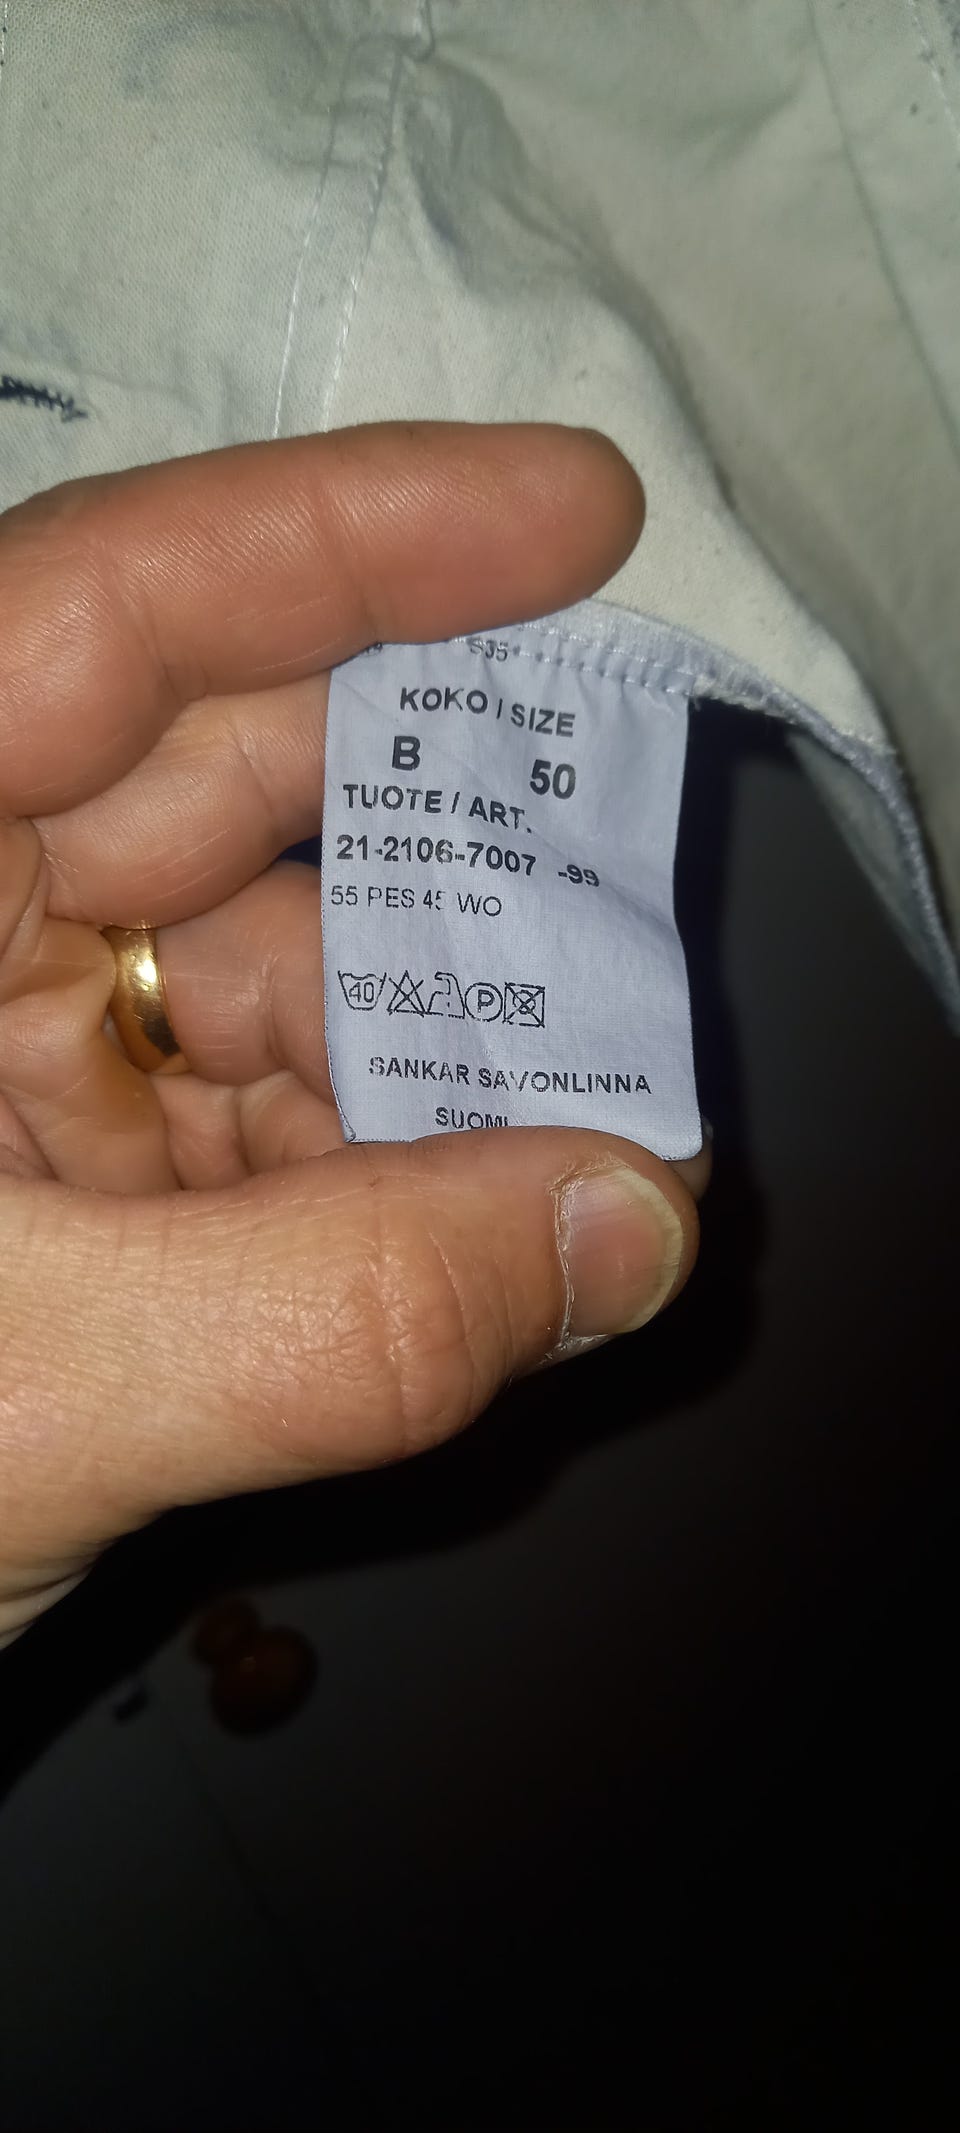 KOKO / SIZE
B 50
TUOTE / ART.
21-2106-7007 -99
55 PES 45 WO
40 P
SANKAR SAVONLINNA
SUOMI